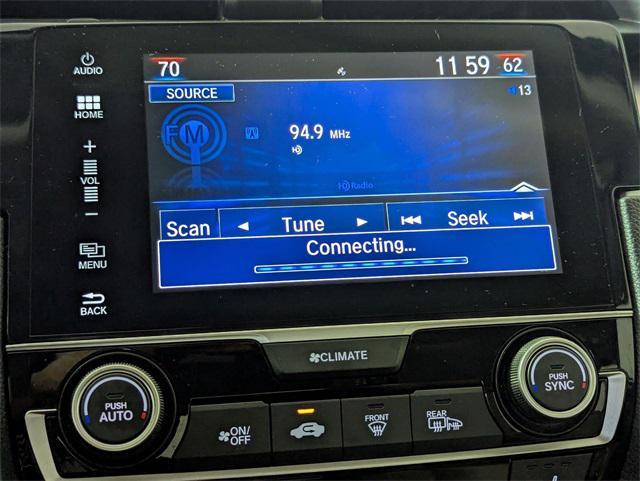 AUDIO
70
11 59
62
SOURCE
13
HOME
FM
94.9 MHz
HD
VOL
HD Radio
Scan
Tune
Seek
Connecting...
MENU
BACK
CLIMATE
PUSH
AUTO
ON/
OFF
FRONT
REAR
PUSH
SYNC